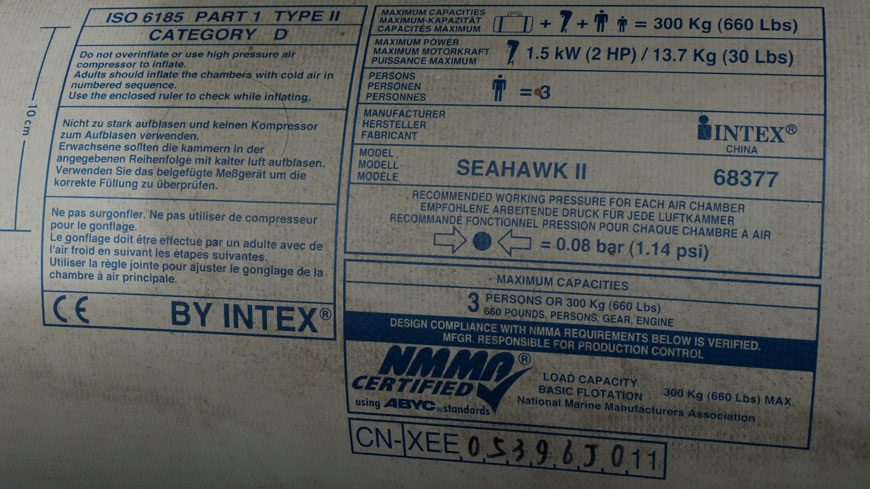 ISO 6185 PART 1 TYPE II
CATEGORY D
Do not overinflate or use high pressure air
compressor to inflate.
Adults should inflate the chambers with cold air in
numbered sequence.
Use the enclosed ruler to check while inflating.
10 cm
Nicht zu stark aufblasen und keinen Kompressor
zum Aufblasen verwenden.
Erwachsene sollten die kammern in der
angegebenen Reihenfolge mit kalter luft aufblasen.
Verwenden Sie das belgefügte Meßgerät um die
korrekte Füllung zu überprüfen.
Ne pas surgonfler. Ne pas utiliser de compresseur
pour le gonflage.
Le gonflage doit être effectué par un adulte avec de
l'air froid en suivant les étapes suivantes.
Utiliser la règle jointe pour ajuster le gonglage de la
chambre à air principale.
CE BY INTEX®
MAXIMUM CAPACITIES
MAXIMUM-KAPAZITÄT
CAPACITÉS MAXIMUM
+ + = 300 Kg (660 Lbs)
MAXIMUM POWER
MAXIMUM MOTORKRAFT
PUISSANCE MAXIMUM
1.5 kW (2 HP) / 13.7 Kg (30 Lbs)
PERSONS
PERSONEN
PERSONNES
= 3
MANUFACTURER
HERSTELLER
FABRICANT
INTEX®
CHINA
MODEL
MODELL
MODÈLE
SEAHAWK II 68377
RECOMMENDED WORKING PRESSURE FOR EACH AIR CHAMBER
EMPFOHLENE ARBEITENDE DRUCK FÜR JEDE LUFTKAMMER
RECOMMANDÉ FONCTIONNEL PRESSION POUR CHAQUE CHAMBRE À AIR
= 0.08 bar (1.14 psi)
MAXIMUM CAPACITIES
3 PERSONS OR 300 Kg (660 Lbs)
660 POUNDS, PERSONS, GEAR, ENGINE
DESIGN COMPLIANCE WITH NMMA REQUIREMENTS BELOW IS VERIFIED.
MFGR. RESPONSIBLE FOR PRODUCTION CONTROL
NMMA®
CERTIFIED
using ABYC® standards
LOAD CAPACITY
BASIC FLOTATION 300 Kg (660 Lbs) MAX.
National Marine Manufacturers Association
CN-XEE05396J011